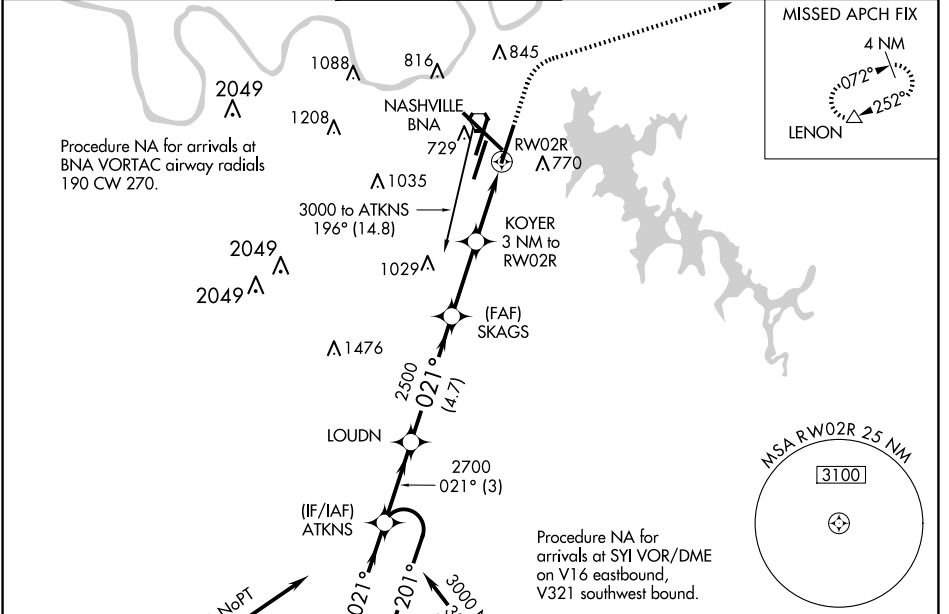 MISSED APCH FIX
4 NM
072°
252°
LENON
845
816
1088
2049
1208
NASHVILLE
BNA
729
RW02R
770
Procedure NA for arrivals at
BNA VORTAC airway radials
190 CW 270.
1035
3000 to ATKNS
196° (14.8)
KOYER
3 NM to
RW02R
2049
1029
2049
(FAF)
SKAGS
1476
2500
021°
(4.7)
LOUDN
2700
021° (3)
MSA RW02R 25 NM
3100
(IF/IAF)
ATKNS
Procedure NA for
arrivals at SYI VOR/DME
on V16 eastbound,
V321 southwest bound.
NoPT
021°
201°
3000